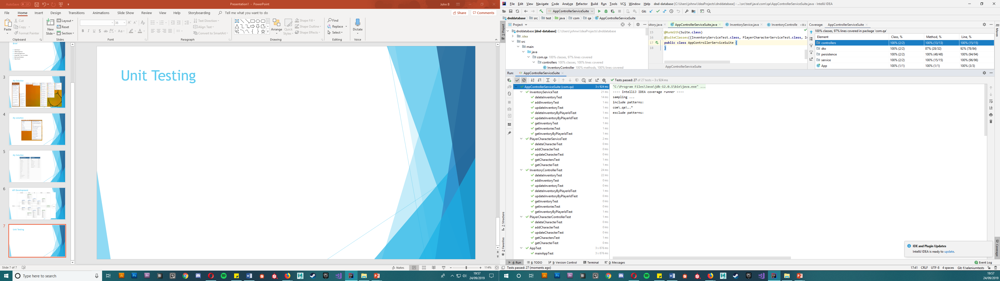 AutoSave Off Presentation1 - PowerPoint John B
File Home Insert Design Transitions Animations Slide Show Review View Help Storyboarding Tell me what you want to do Share Comments
Paste Cut Copy Format Painter Clipboard
New Slide Layout Reset Section Slides
36 B I U S abc AV Aa A Font
Text Direction Align Text Convert to SmartArt Paragraph
Arrange Quick Styles Shape Fill Shape Outline Shape Effects Drawing
Find Replace Select Editing
Dictate Voice
Brief
3 My Solution
4 My solution
5 My Solution
6 API Development
7 Unit Testing
Unit Testing
Slide 7 of 7 Notes 114%
Type here to search
19:57
24/09/2019
File Edit View Navigate Code Analyze Refactor Build Run Tools VCS Window Help dnd-database [C:\Users\johnw\IdeaProjects\dnddatabase] - ...\src\test\java\com\qa\AppControllerServiceSuite.java - IntelliJ IDEA
AppControllerServiceSuite Git:
dnddatabase src test java com qa AppControllerServiceSuite
1: Project
Project
dnddatabase [dnd-database] C:\Users\johnw\IdeaProjects\dnddatabase
.idea
src
main
java
com.qa 100% classes, 97% lines covered
controllers 100% classes, 100% lines covered
InventoryController 100% methods, 100% lines covered
sitory.java AppControllerServiceSuite.java InventoryService.java InventoryControlle
15 @RunWith(Suite.class)
16 @SuiteClasses({InventoryServiceTest.class, PlayerCharacterServiceTest.class, In
17 public class AppControllerServiceSuite {
18 }
AppControllerServiceSuite
Coverage: AppControllerServiceSuite
100% classes, 97% lines covered in package 'com.qa'
Element Class, % Method, % Line, %
controllers 100% (2/2) 100% (13/13) 100% (15/15)
dto 100% (2/2) 87% (28/32) 92% (78/84)
persistence 100% (2/2) 100% (48/48) 100% (94/94)
service 100% (2/2) 100% (15/15) 100% (96/96)
App 100% (1/1) 100% (1/1) 100% (3/3)
Maven
Run: AppControllerServiceSuite
Tests passed: 27 of 27 tests – 3 s 924 ms
AppControllerServiceSuite (com.qa) 3 s 924 ms
InventoryServiceTest 21 ms
deleteInventoryTest 14 ms
addInventoryTest 1 ms
updateInventoryTest 1 ms
deleteInventoryByPlayerIdTest 1 ms
updateInventoryByPlayerIdTest 1 ms
getInventoryTest 1 ms
getInventoriesTest 1 ms
getInventoryByPlayerIdTest 1 ms
PlayerCharacterServiceTest 2 ms
deleteCharacterTest 0 ms
addCharacterTest 0 ms
updateCharacterTest 0 ms
getCharactersTest 1 ms
getCharacterTest 1 ms
InventoryControllerTest 24 ms
deleteInventoryTest 22 ms
addInventoryTest 0 ms
updateInventoryTest 0 ms
deleteInventoryByPlayerIdTest 1 ms
updateInventoryByPlayerIdTest 0 ms
getInventoryTest 0 ms
getInventoriesTest 0 ms
getInventoryByPlayerIdTest 1 ms
PlayerCharacterControllerTest 1 ms
deleteCharacterTest 0 ms
addCharacterTest 0 ms
updateCharacterTest 0 ms
getCharactersTest 1 ms
getCharacterTest 0 ms
AppTest 3 s 876 ms
mainAppTest 3 s 876 ms
"C:\Program Files\Java\jdk-12.0.1\bin\java.exe" ...
---- IntelliJ IDEA coverage runner ----
sampling ...
include patterns:
com\.qa\..*
exclude patterns:
7: Structure
2: Favorites
Coverage
IDE and Plugin Updates
IntelliJ IDEA is ready to update.
4: Run 6: TODO 9: Version Control Terminal 0: Messages 1 Event Log
Tests passed: 27 (moments ago) 17:41 CRLF UTF-8 4 spaces Git: f/seleniumtests
19:57
24/09/2019